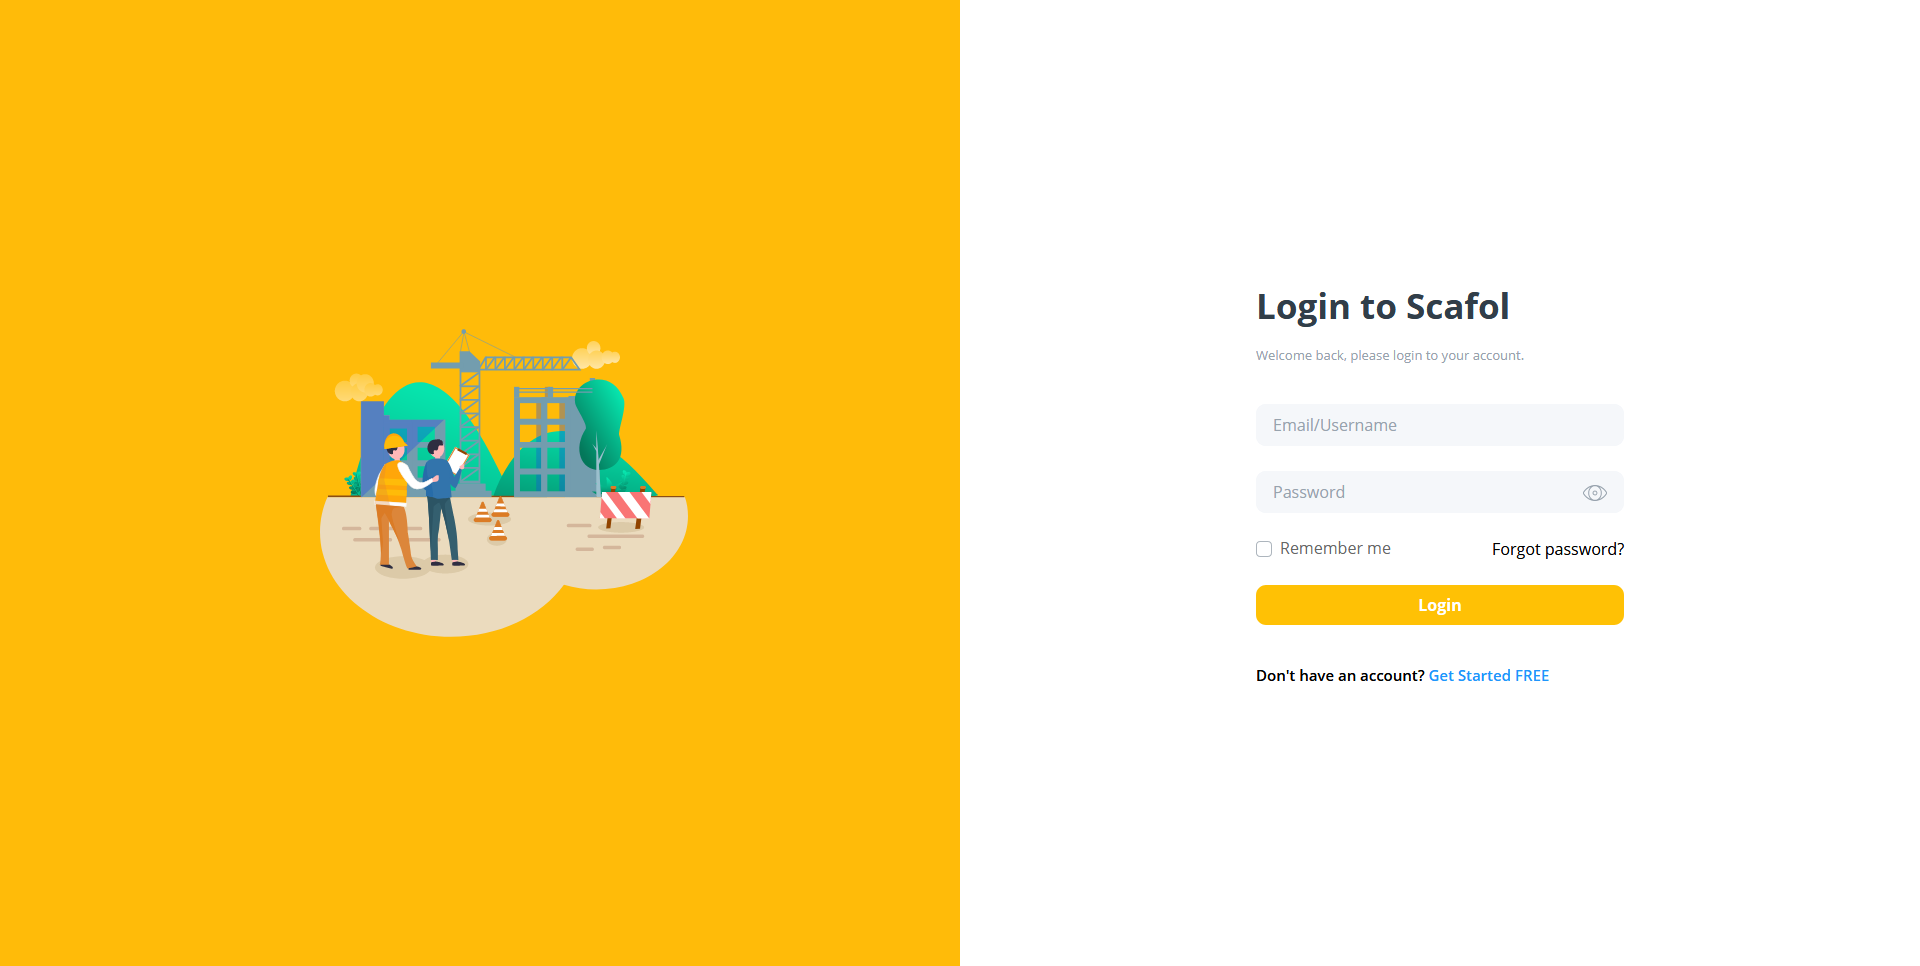 Login to Scafol
Welcome back, please login to your account.
Email/Username
Password
Remember me
Forgot password?
Login
Don't have an account? Get Started FREE